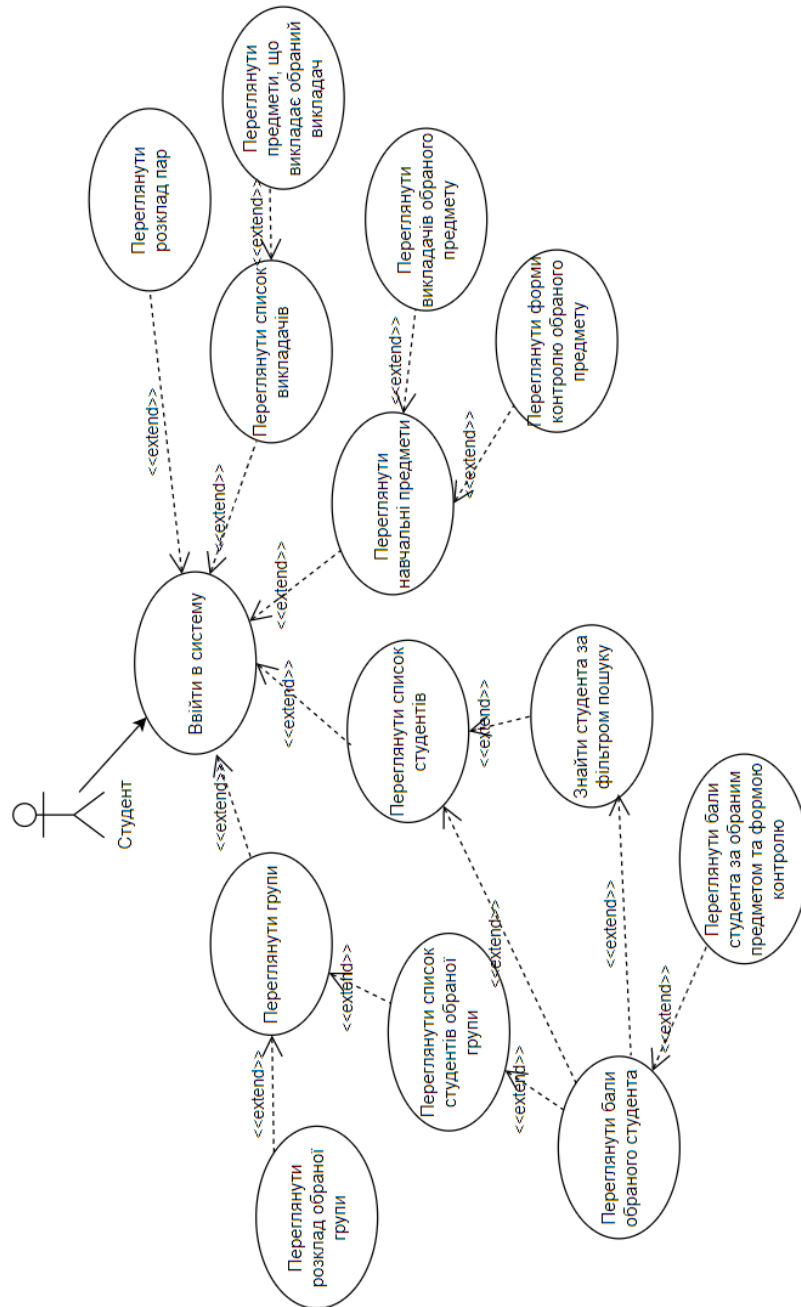 Студент
Ввійти в систему
<<extend>>
Переглянути
розклад пар
<<extend>>
Переглянути список
викладачів
<<extend>>
Переглянути
предмети, що
викладає обраний
викладач
<<extend>>
Переглянути
навчальні предмети
<<extend>>
Переглянути
викладачів обраного
предмету
<<extend>>
Переглянути форми
контролю обраного
предмету
<<extend>>
Переглянути список
студентів
<<extend>>
Знайти студента за
фільтром пошуку
<<extend>>
Переглянути групи
<<extend>>
Переглянути
розклад обраної
групи
<<extend>>
Переглянути список
студентів обраної
групи
<<extend>>
<<extend>>
<<extend>>
Переглянути бали
обраного студента
<<extend>>
Переглянути бали
студента за обраним
предметом та формою
контролю